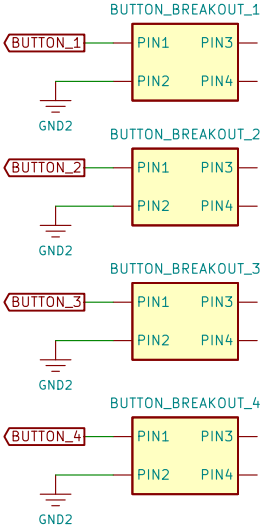 BUTTON_BREAKOUT_1
BUTTON_1 PIN1 PIN3
PIN2 PIN4
GND2
BUTTON_BREAKOUT_2
BUTTON_2 PIN1 PIN3
PIN2 PIN4
GND2
BUTTON_BREAKOUT_3
BUTTON_3 PIN1 PIN3
PIN2 PIN4
GND2
BUTTON_BREAKOUT_4
BUTTON_4 PIN1 PIN3
PIN2 PIN4
GND2